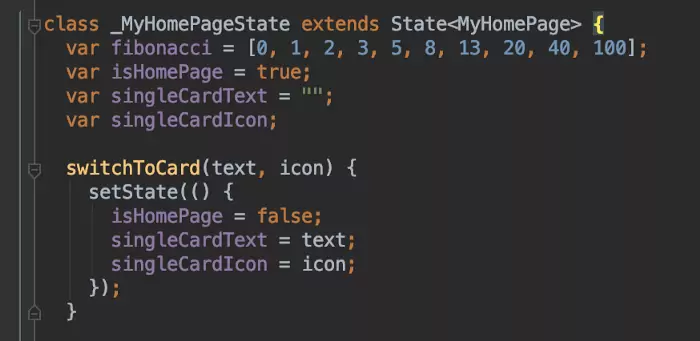 class _MyHomePageState extends State<MyHomePage> {
var fibonacci = [0, 1, 2, 3, 5, 8, 13, 20, 40, 100];
var isHomePage = true;
var singleCardText = "";
var singleCardIcon;
switchToCard(text, icon) {
setState(() {
isHomePage = false;
singleCardText = text;
singleCardIcon = icon;
});
}